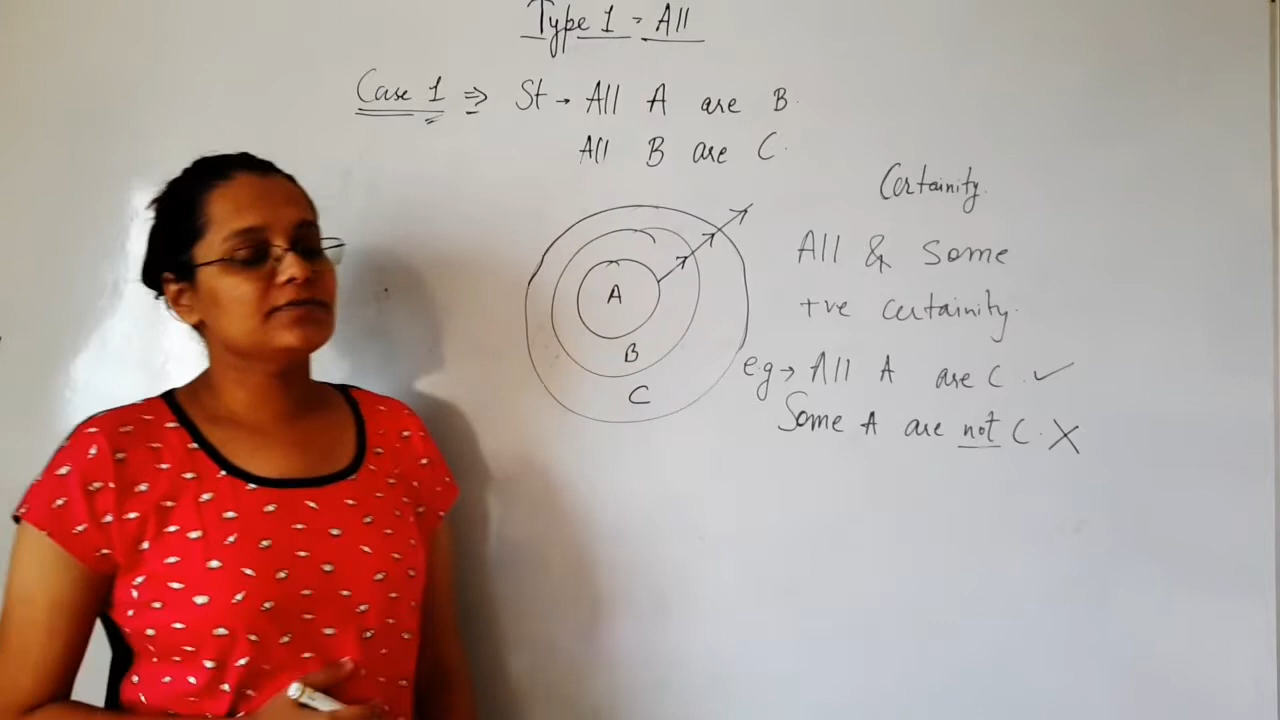 Type 1 - All
Case 1 ⇒ St → All A are B.
All B are C.
A
B
C
Certainity.
All & some
+ve certainity.
e.g → All A are C. ✓
Some A are not C. X